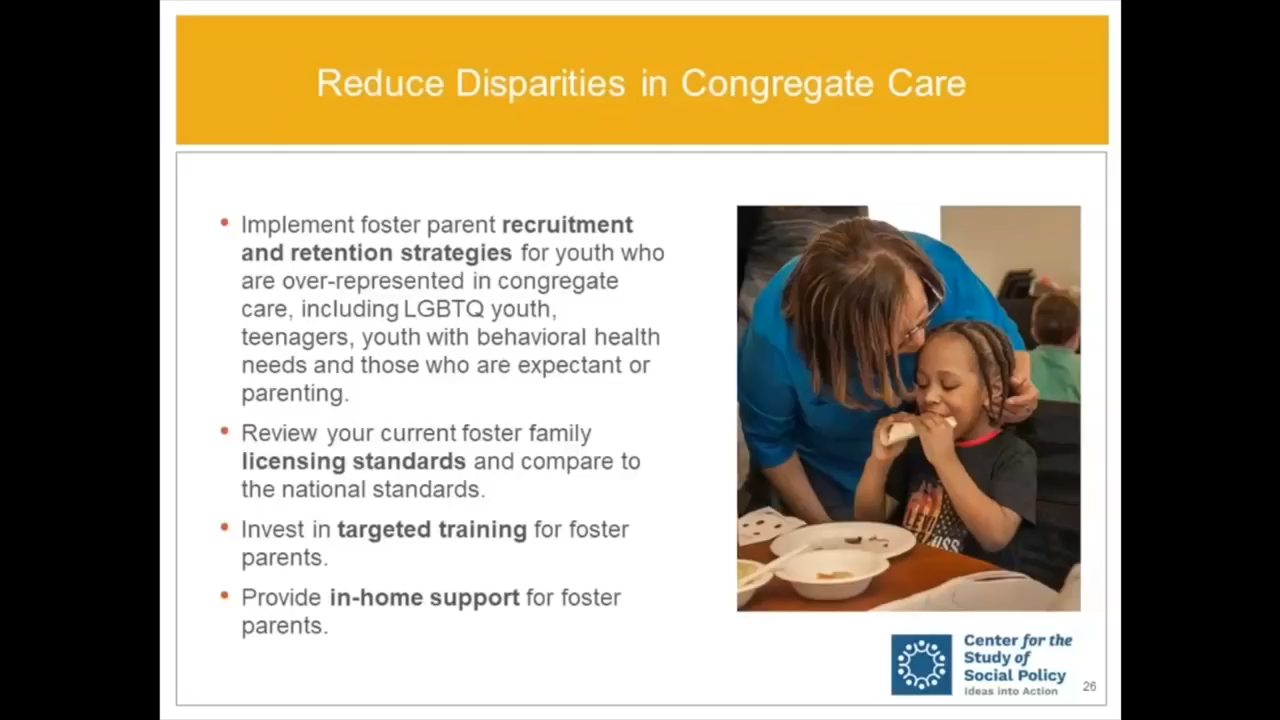 Reduce Disparities in Congregate Care
• Implement foster parent recruitment
and retention strategies for youth who
are over-represented in congregate
care, including LGBTQ youth,
teenagers, youth with behavioral health
needs and those who are expectant or
parenting.
• Review your current foster family
licensing standards and compare to
the national standards.
• Invest in targeted training for foster
parents.
• Provide in-home support for foster
parents.
Center for the
Study of
Social Policy
Ideas into Action
26